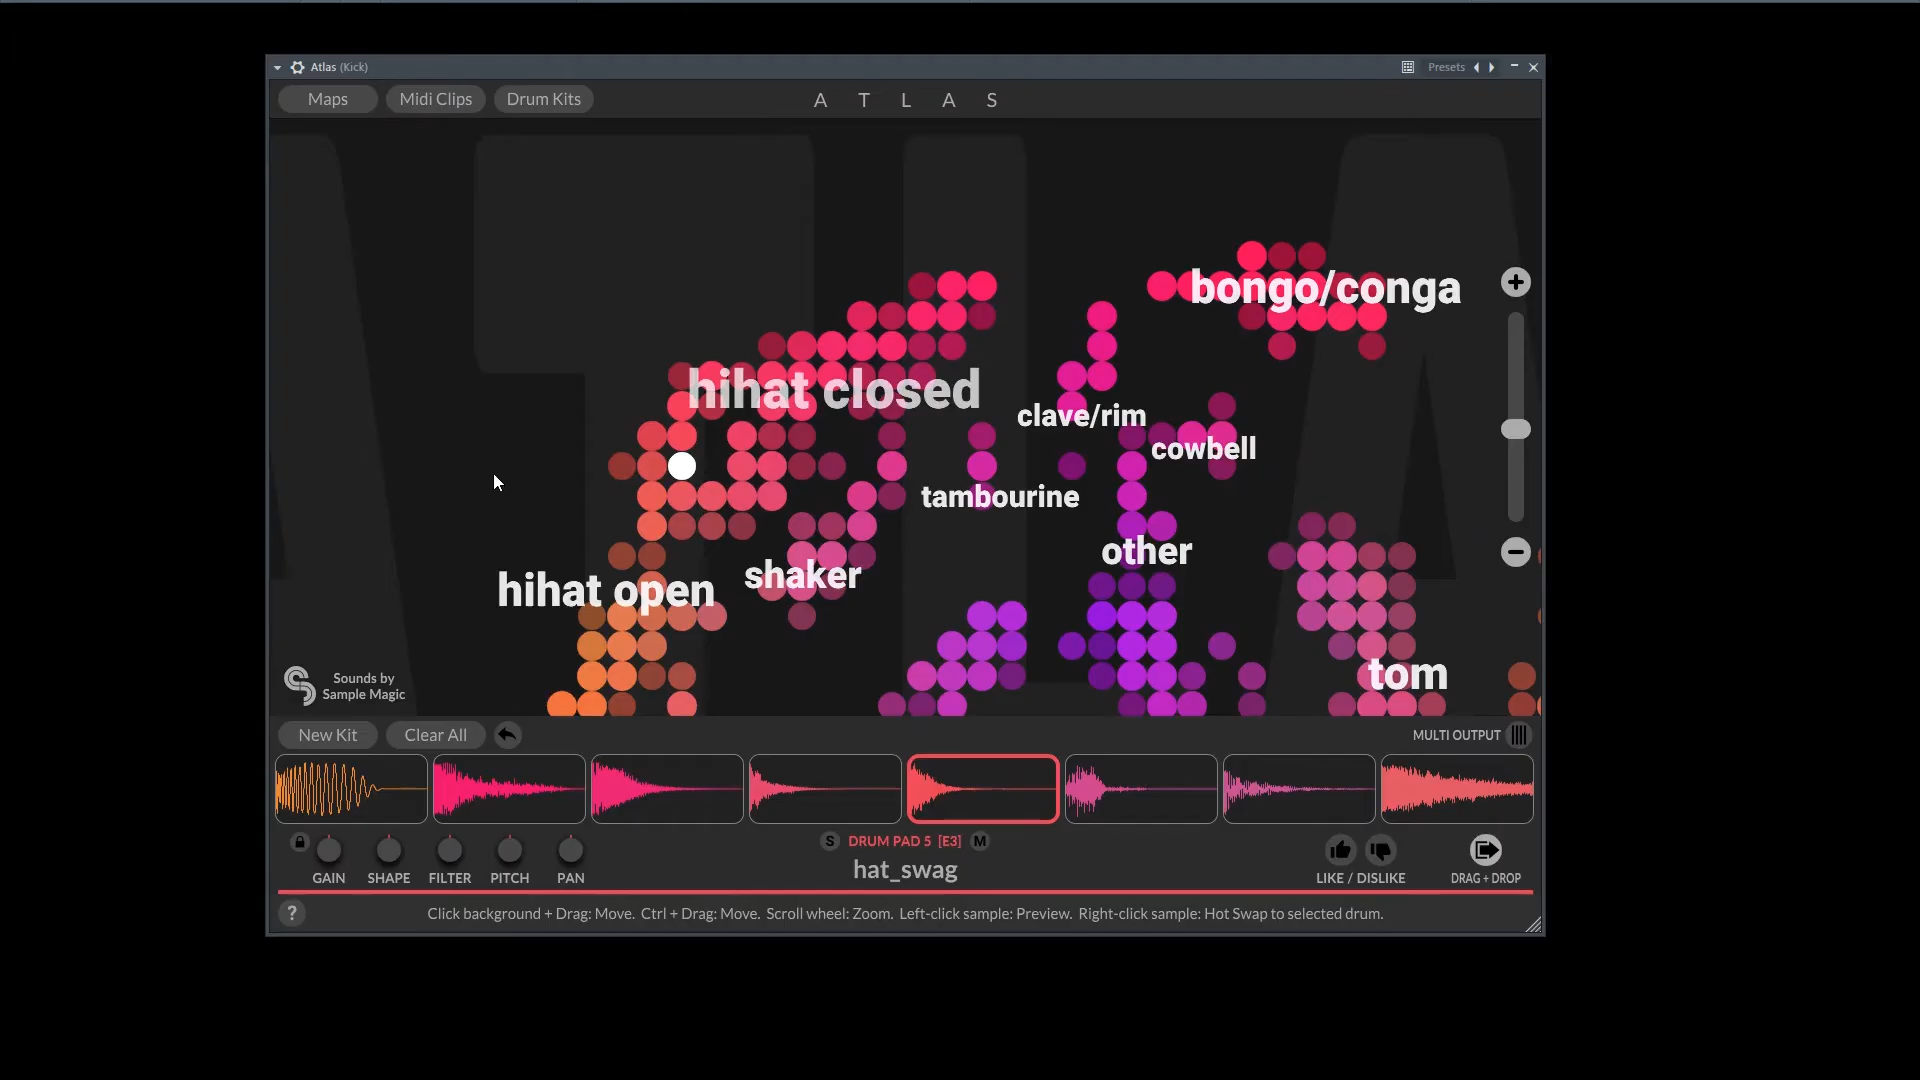 Atlas (Kick)
Presets
Maps
Midi Clips
Drum Kits
A T L A S
bongo/conga
hihat closed
clave/rim
cowbell
tambourine
other
shaker
hihat open
tom
Sounds by
Sample Magic
New Kit
Clear All
MULTI OUTPUT
S
DRUM PAD 5 [E3]
M
hat_swag
GAIN
SHAPE
FILTER
PITCH
PAN
LIKE / DISLIKE
DRAG + DROP
?
Click background + Drag: Move. Ctrl + Drag: Move. Scroll wheel: Zoom. Left-click sample: Preview. Right-click sample: Hot Swap to selected drum.